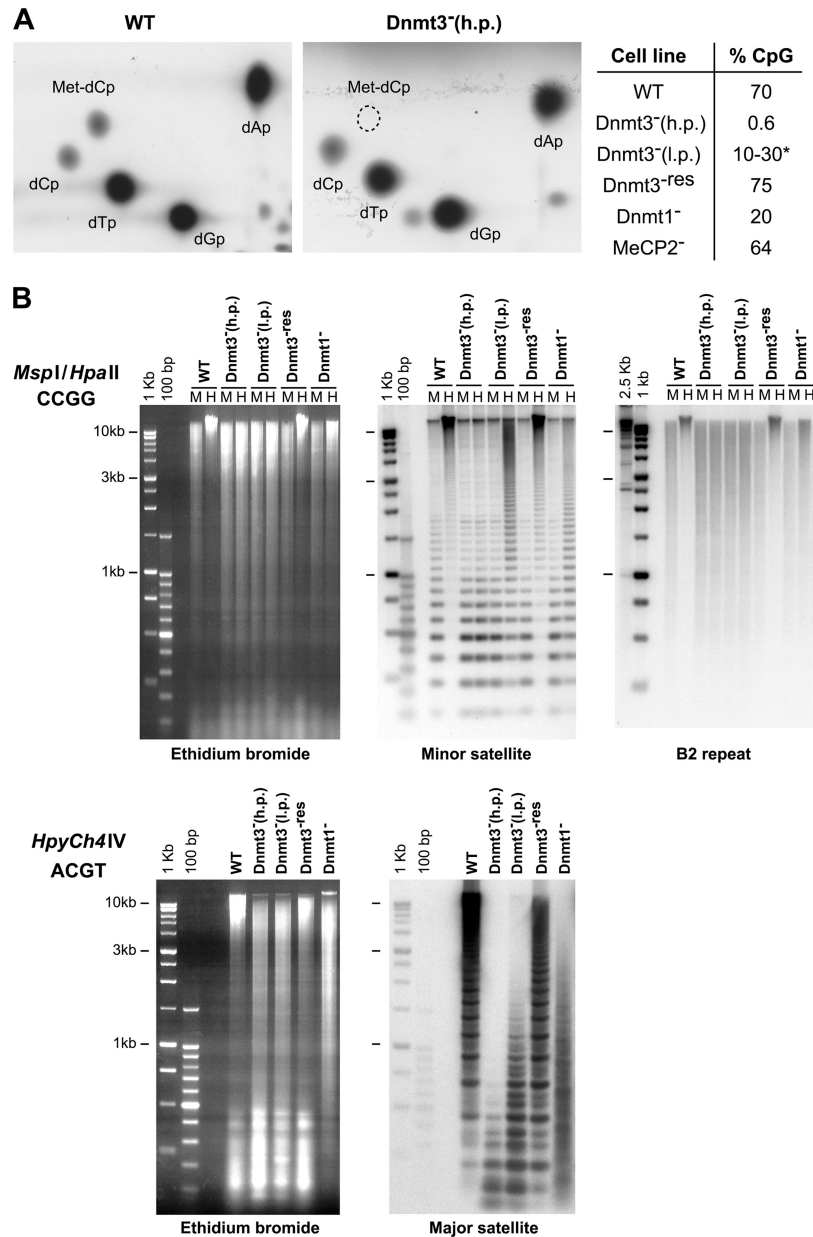 A
WT
Dnmt3-(h.p.)
Met-dCp
dAp
dCp
dTp
dGp
Met-dCp
dAp
dCp
dTp
dGp
Cell line % CpG
WT 70
Dnmt3-(h.p.) 0.6
Dnmt3-(l.p.) 10-30*
Dnmt3-res 75
Dnmt1- 20
MeCP2- 64
B
MspI/HpaII
CCGG
1 Kb
100 bp
WT
Dnmt3-(h.p.)
Dnmt3-(l.p.)
Dnmt3-res
Dnmt1-
M H M H M H M H M H
10kb
3kb
1kb
Ethidium bromide
1 Kb
100 bp
WT
Dnmt3-(h.p.)
Dnmt3-(l.p.)
Dnmt3-res
Dnmt1-
M H M H M H M H M H
Minor satellite
2.5 Kb
1 kb
WT
Dnmt3-(h.p.)
Dnmt3-(l.p.)
Dnmt3-res
Dnmt1-
M H M H M H M H M H
B2 repeat
HpyCh4IV
ACGT
1 Kb
100 bp
WT
Dnmt3-(h.p.)
Dnmt3-(l.p.)
Dnmt3-res
Dnmt1-
10kb
3kb
1kb
Ethidium bromide
1 Kb
100 bp
WT
Dnmt3-(h.p.)
Dnmt3-(l.p.)
Dnmt3-res
Dnmt1-
Major satellite